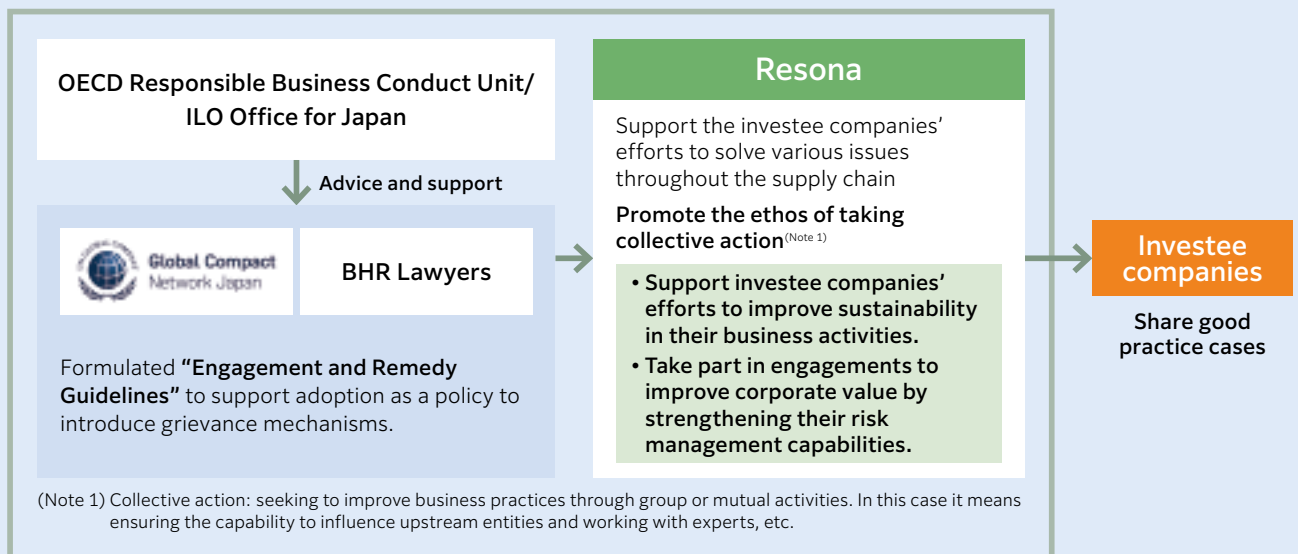 OECD Responsible Business Conduct Unit/
ILO Office for Japan
Advice and support
Global Compact
Network Japan
BHR Lawyers
Formulated “Engagement and Remedy
Guidelines” to support adoption as a policy to
introduce grievance mechanisms.
Resona
Support the investee companies’
efforts to solve various issues
throughout the supply chain
Promote the ethos of taking
collective action(Note 1)
• Support investee companies’
efforts to improve sustainability
in their business activities.
• Take part in engagements to
improve corporate value by
strengthening their risk
management capabilities.
Investee
companies
Share good
practice cases
(Note 1) Collective action: seeking to improve business practices through group or mutual activities. In this case it means
ensuring the capability to influence upstream entities and working with experts, etc.